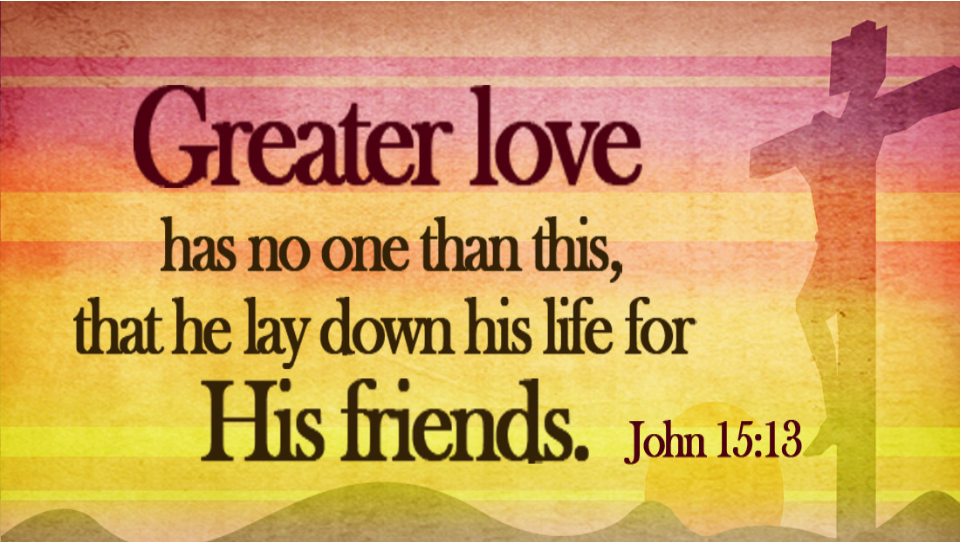 Greater love
has no one than this,
that he lay down his life for
His friends.
John 15:13